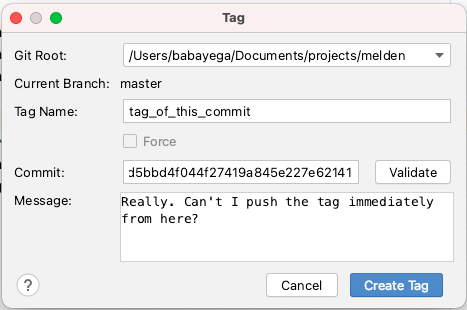 Tag
Git Root: /Users/babayega/Documents/projects/melden
Current Branch: master
Tag Name: tag_of_this_commit
Force
Commit: d5bbd4f044f27419a845e227e62141 Validate
Message: Really. Can't I push the tag immediately
from here?
? Cancel Create Tag